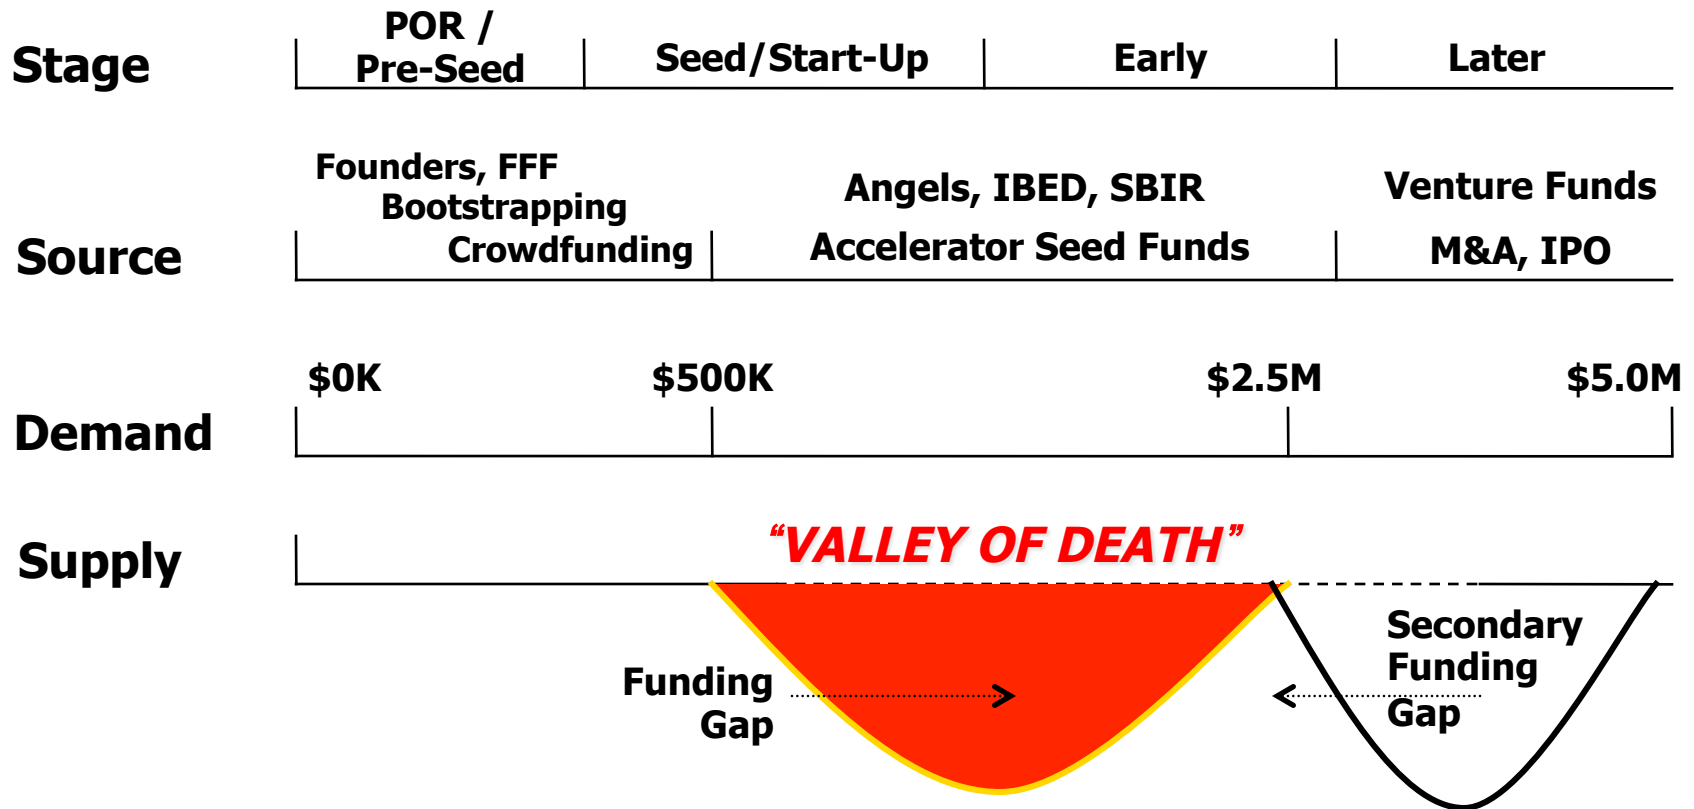 Stage
POR /
Pre-Seed
Seed/Start-Up
Early
Later
Source
Founders, FFF
Bootstrapping
Crowdfunding
Angels, IBED, SBIR
Accelerator Seed Funds
Venture Funds
M&A, IPO
Demand
$0K
$500K
$2.5M
$5.0M
Supply
“VALLEY OF DEATH”
Funding
Gap
Secondary
Funding
Gap